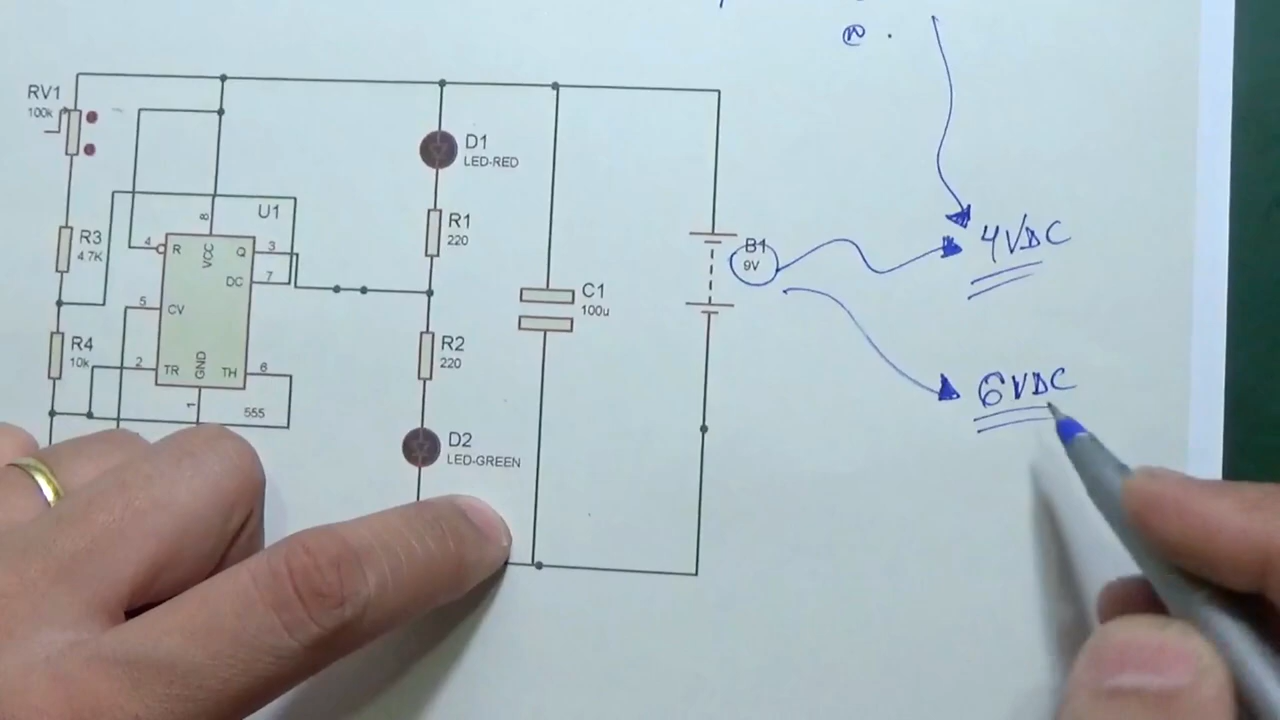 @ .
RV1
100k
R3
4.7K
R4
10k
U1
8
4
R
VCC
Q
3
DC
7
5
CV
2
TR
GND
TH
6
1
555
D1
LED-RED
R1
220
R2
220
D2
LED-GREEN
C1
100u
B1
9V
4VDC
6VDC